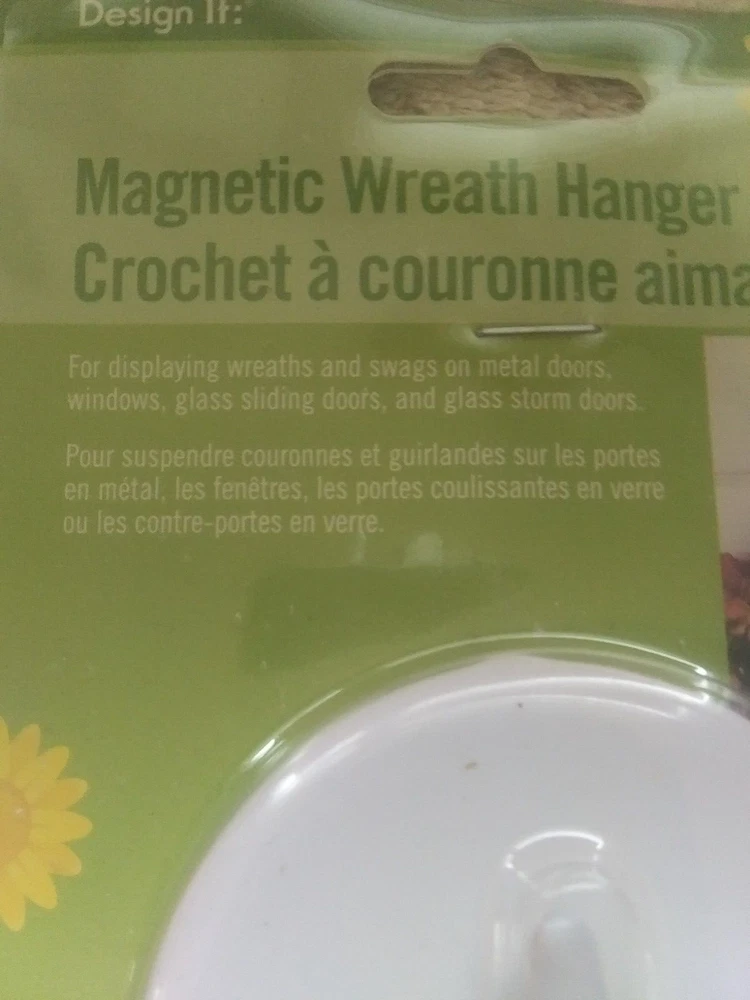 Design It:
Magnetic Wreath Hanger
Crochet à couronne
For displaying wreaths and swags on metal doors,
windows, glass sliding doors, and glass storm doors.
Pour suspendre couronnes et guirlandes sur les portes
en métal, les fenêtres, les portes coulissantes en verre
ou les contre-portes en verre.